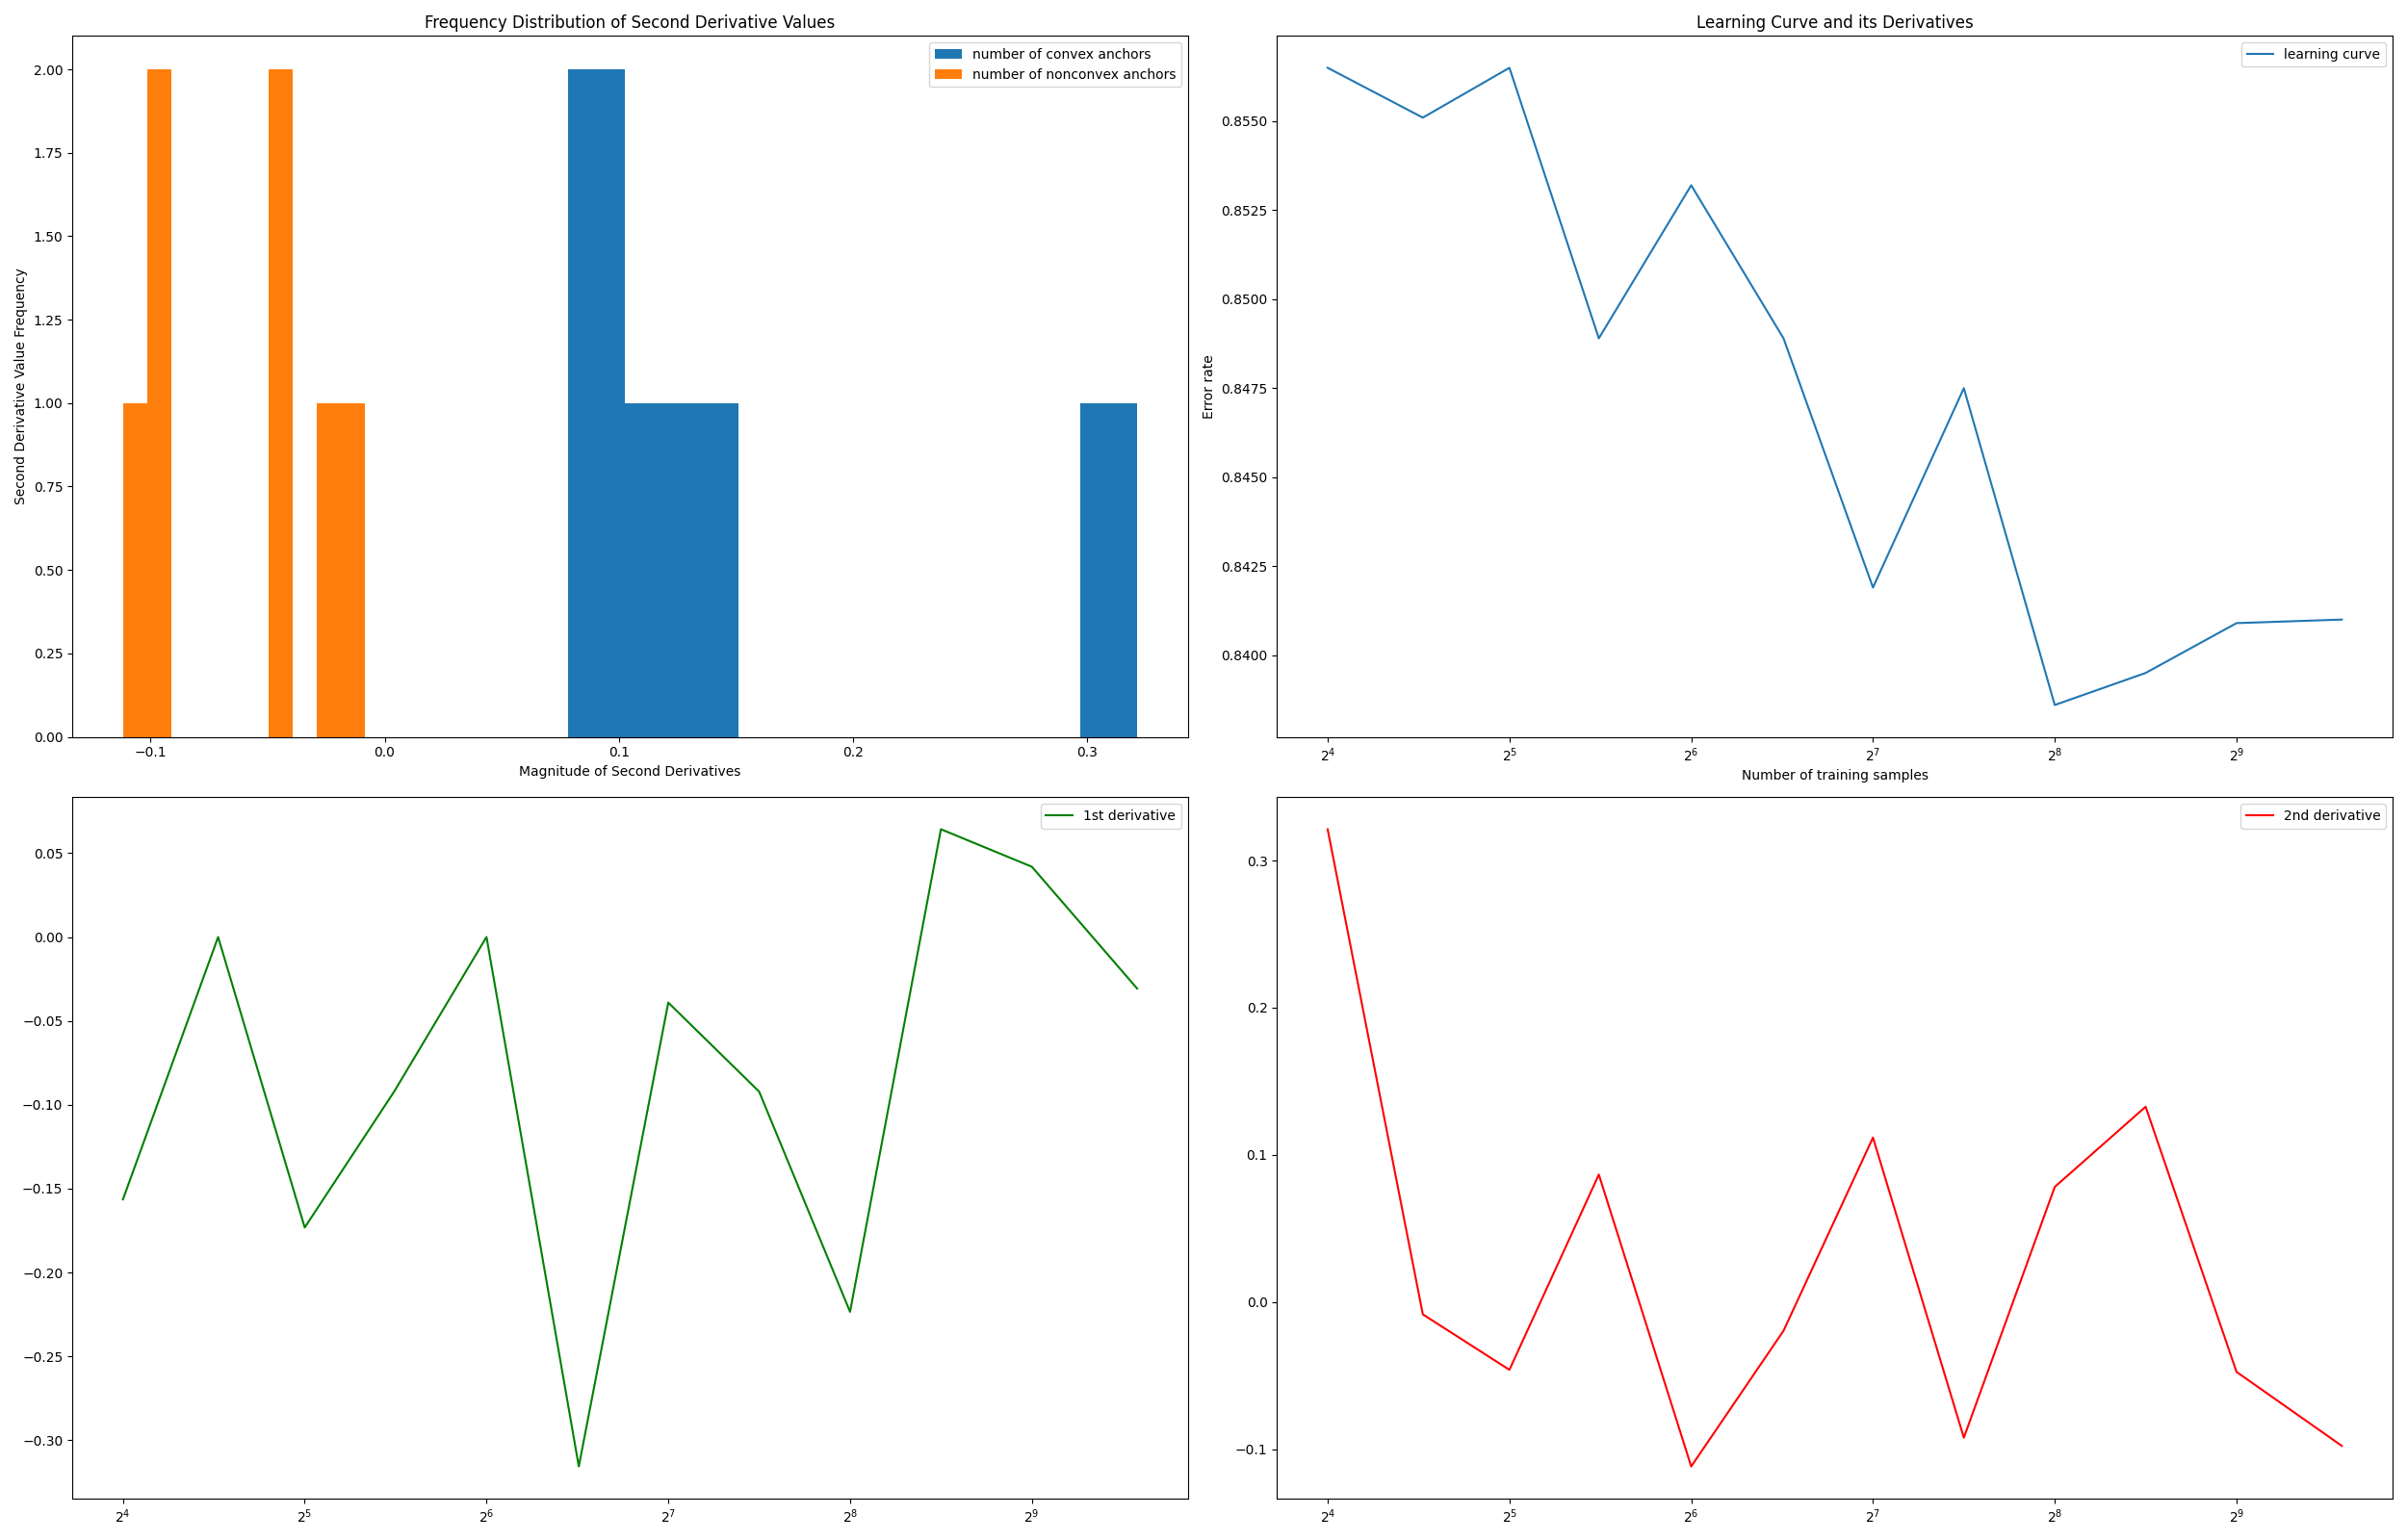 Frequency Distribution of Second Derivative Values
number of convex anchors
number of nonconvex anchors
Second Derivative Value Frequency
2.00
1.75
1.50
1.25
1.00
0.75
0.50
0.25
0.00
−0.1 0.0 0.1 0.2 0.3
Magnitude of Second Derivatives
Learning Curve and its Derivatives
learning curve
Error rate
0.8550
0.8525
0.8500
0.8475
0.8450
0.8425
0.8400
2⁴ 2⁵ 2⁶ 2⁷ 2⁸ 2⁹
Number of training samples
1st derivative
0.05
0.00
−0.05
−0.10
−0.15
−0.20
−0.25
−0.30
2⁴ 2⁵ 2⁶ 2⁷ 2⁸ 2⁹
2nd derivative
0.3
0.2
0.1
0.0
−0.1
2⁴ 2⁵ 2⁶ 2⁷ 2⁸ 2⁹